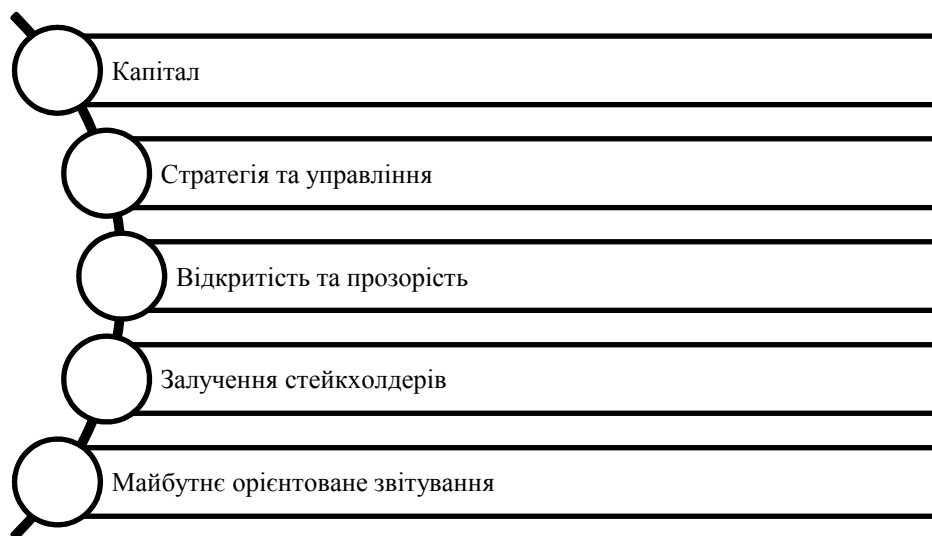 Капітал
Стратегія та управління
Відкритість та прозорість
Залучення стейкхолдерів
Майбутнє орієнтоване звітування